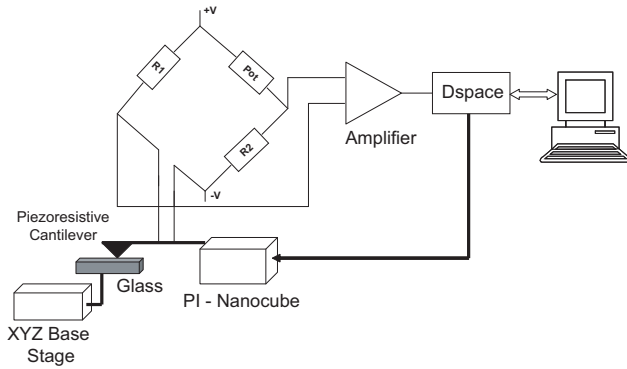 +V
R1
Pot
R2
-V
Amplifier
Dspace
Piezoresistive
Cantilever
Glass
PI - Nanocube
XYZ Base
Stage